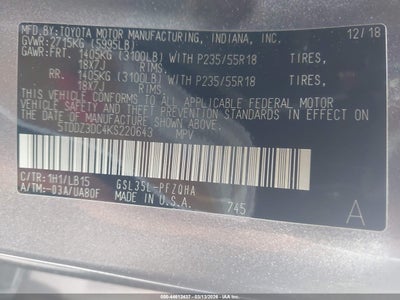 MFD.BY:TOYOTA MOTOR MANUFACTURING, INDIANA, INC. 12/18
GVWR:2715KG (5995LB)
GAWR:FRT. 1405KG (3100LB) WITH P235/55R18 TIRES,
18X7J RIMS.
RR. 1405KG (3100LB) WITH P235/55R18 TIRES,
18X7J RIMS.
THIS VEHICLE CONFORMS TO ALL APPLICABLE FEDERAL MOTOR
VEHICLE SAFETY, BUMPER, AND THEFT PREVENTION STANDARDS IN EFFECT ON
THE DATE OF MANUFACTURE SHOWN ABOVE.
5TDDZ3DC4KS220643 MPV
C/TR:1H1/LB15 GSL35L-PFZQHA
A/TM:-03A/UA80F MADE IN U.S.A. 745 A